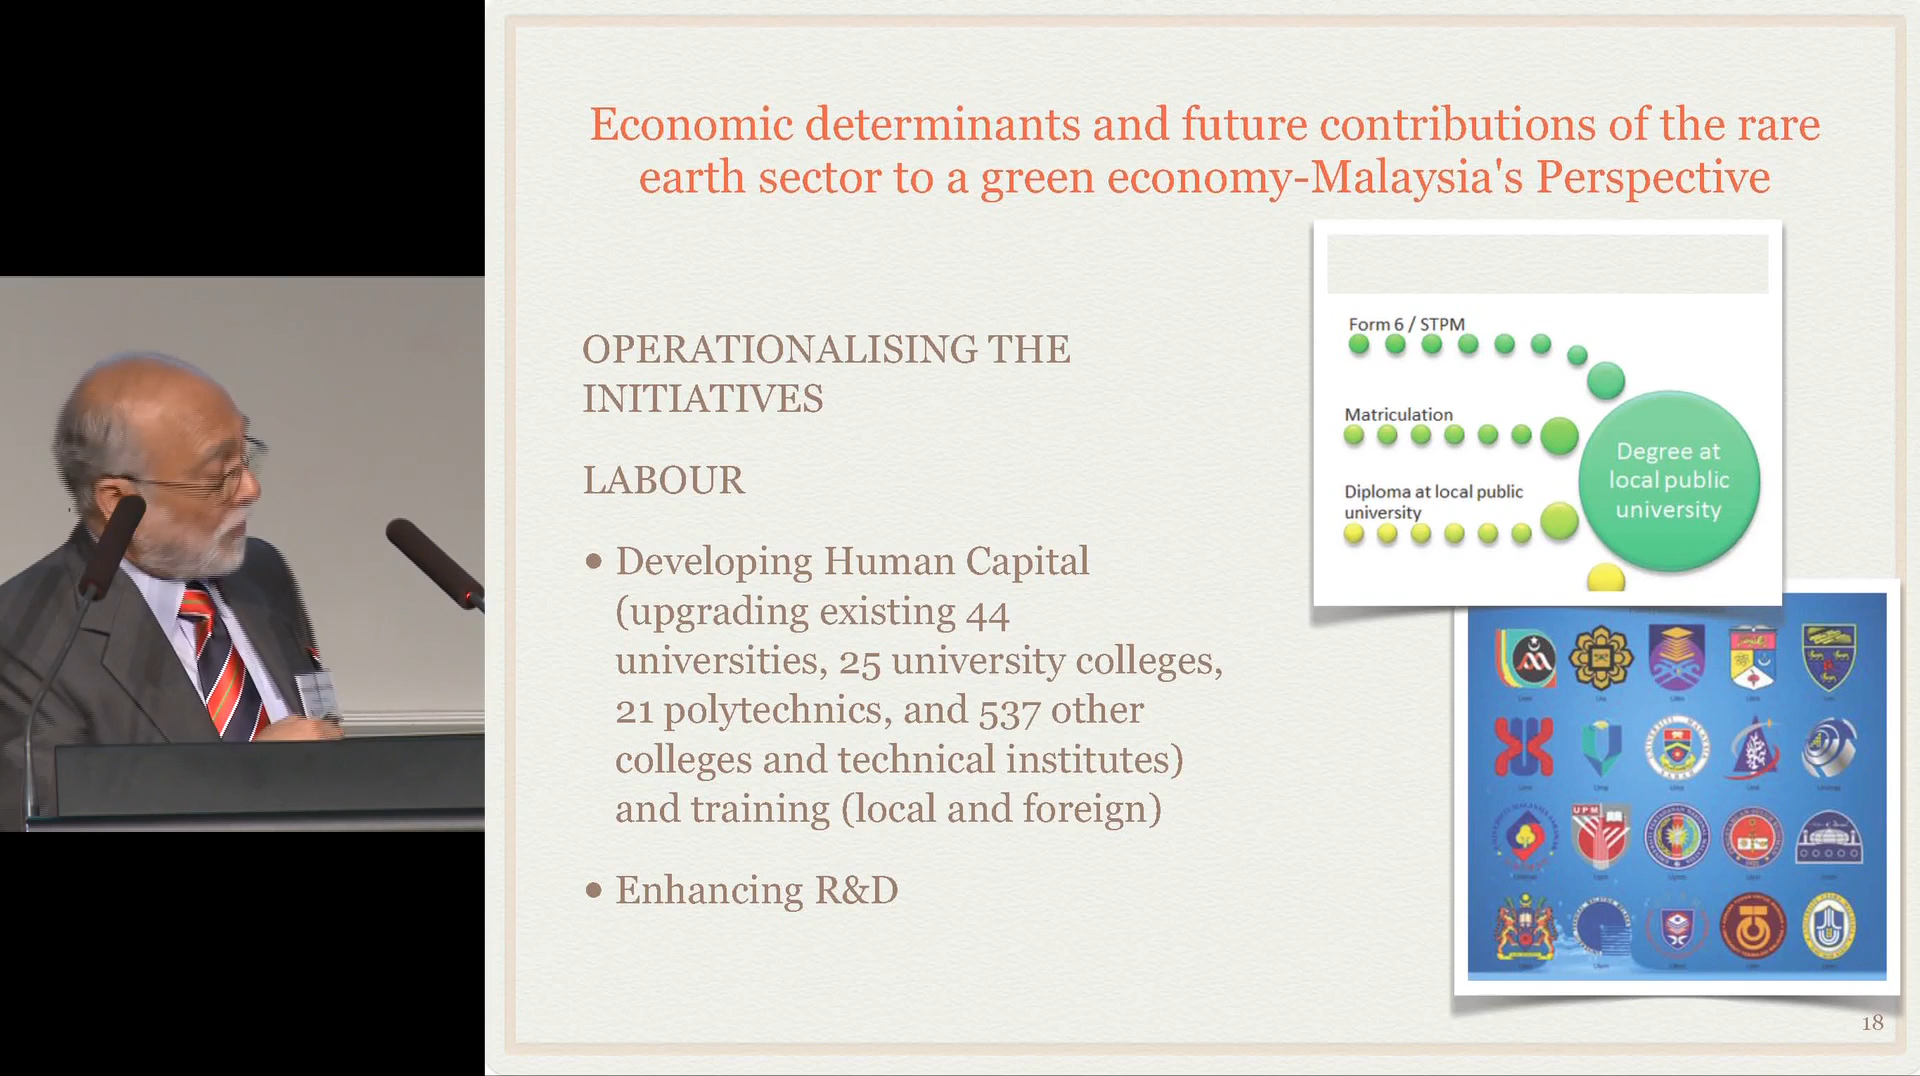 Economic determinants and future contributions of the rare
earth sector to a green economy-Malaysia's Perspective
OPERATIONALISING THE
INITIATIVES
LABOUR
• Developing Human Capital
(upgrading existing 44
universities, 25 university colleges,
21 polytechnics, and 537 other
colleges and technical institutes)
and training (local and foreign)
• Enhancing R&D
Form 6 / STPM
Matriculation
Diploma at local public
university
Degree at
local public
university
UPM
18